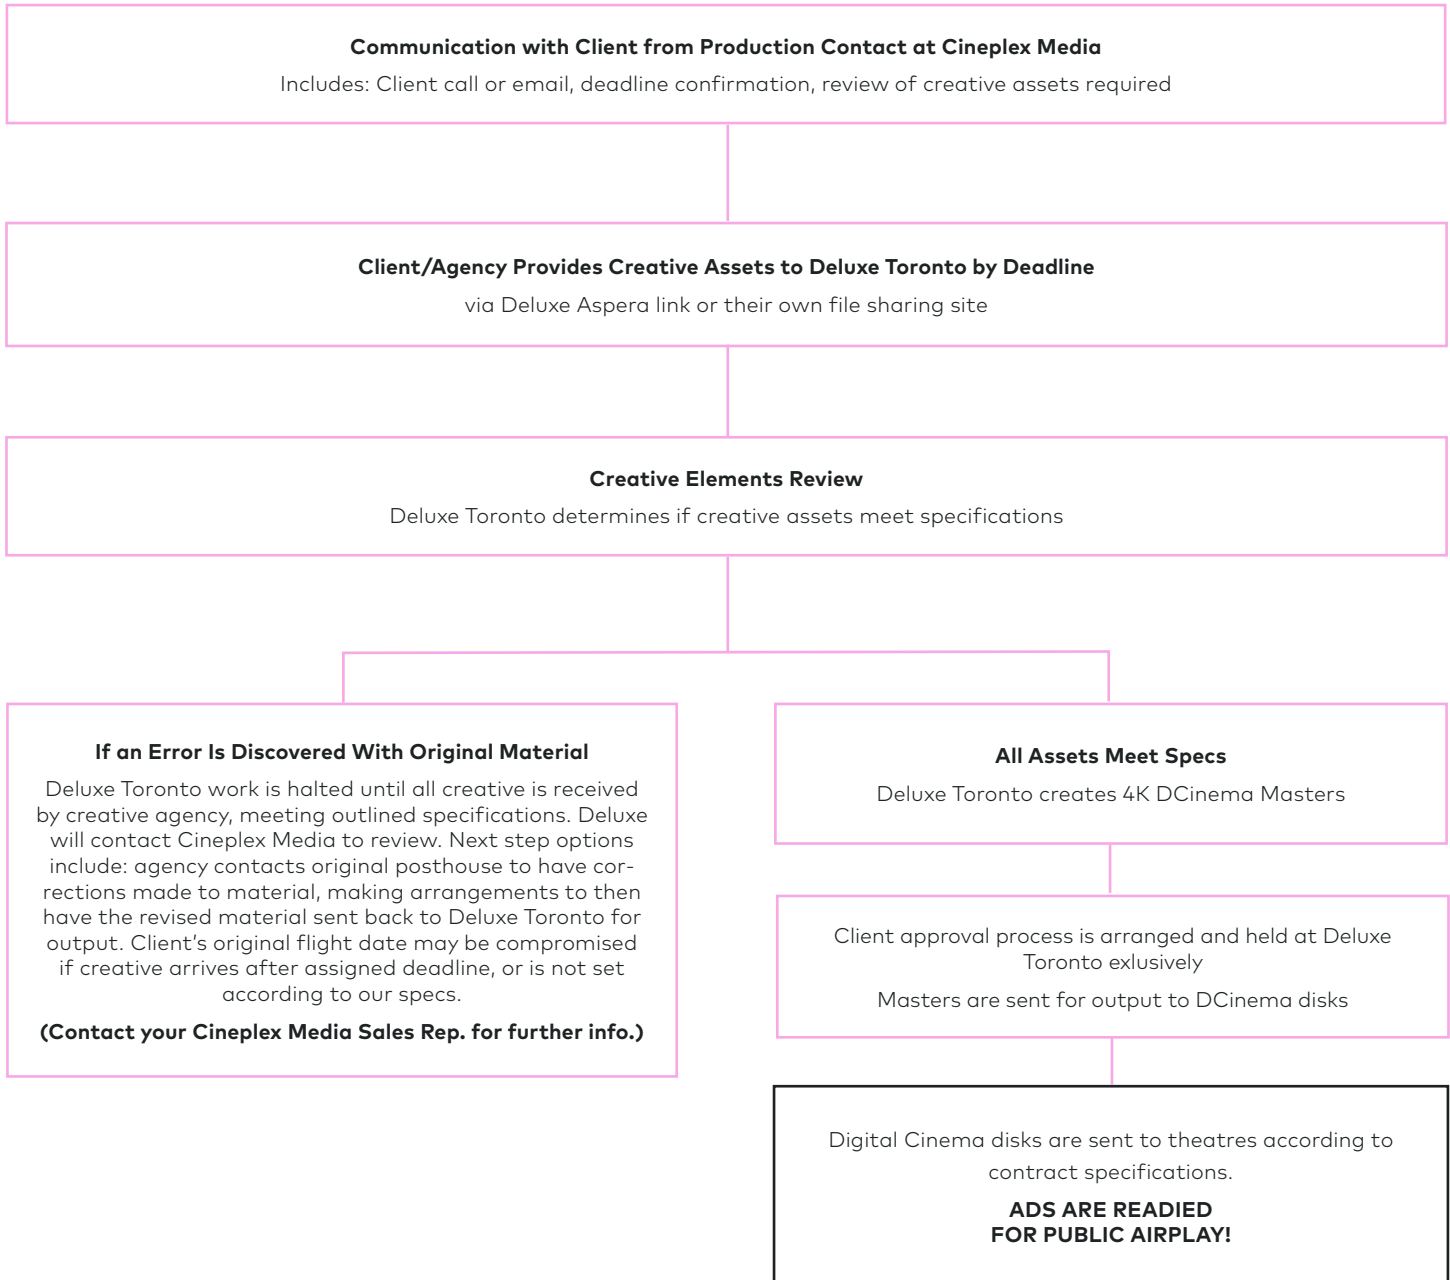 Communication with Client from Production Contact at Cineplex Media
Includes: Client call or email, deadline confirmation, review of creative assets required
Client/Agency Provides Creative Assets to Deluxe Toronto by Deadline
via Deluxe Aspera link or their own file sharing site
Creative Elements Review
Deluxe Toronto determines if creative assets meet specifications
If an Error Is Discovered With Original Material
Deluxe Toronto work is halted until all creative is received
by creative agency, meeting outlined specifications. Deluxe
will contact Cineplex Media to review. Next step options
include: agency contacts original posthouse to have cor-
rections made to material, making arrangements to then
have the revised material sent back to Deluxe Toronto for
output. Client's original flight date may be compromised
if creative arrives after assigned deadline, or is not set
according to our specs.
(Contact your Cineplex Media Sales Rep. for further info.)
All Assets Meet Specs
Deluxe Toronto creates 4K DCinema Masters
Client approval process is arranged and held at Deluxe
Toronto exlusively
Masters are sent for output to DCinema disks
Digital Cinema disks are sent to theatres according to
contract specifications.
ADS ARE READIED
FOR PUBLIC AIRPLAY!